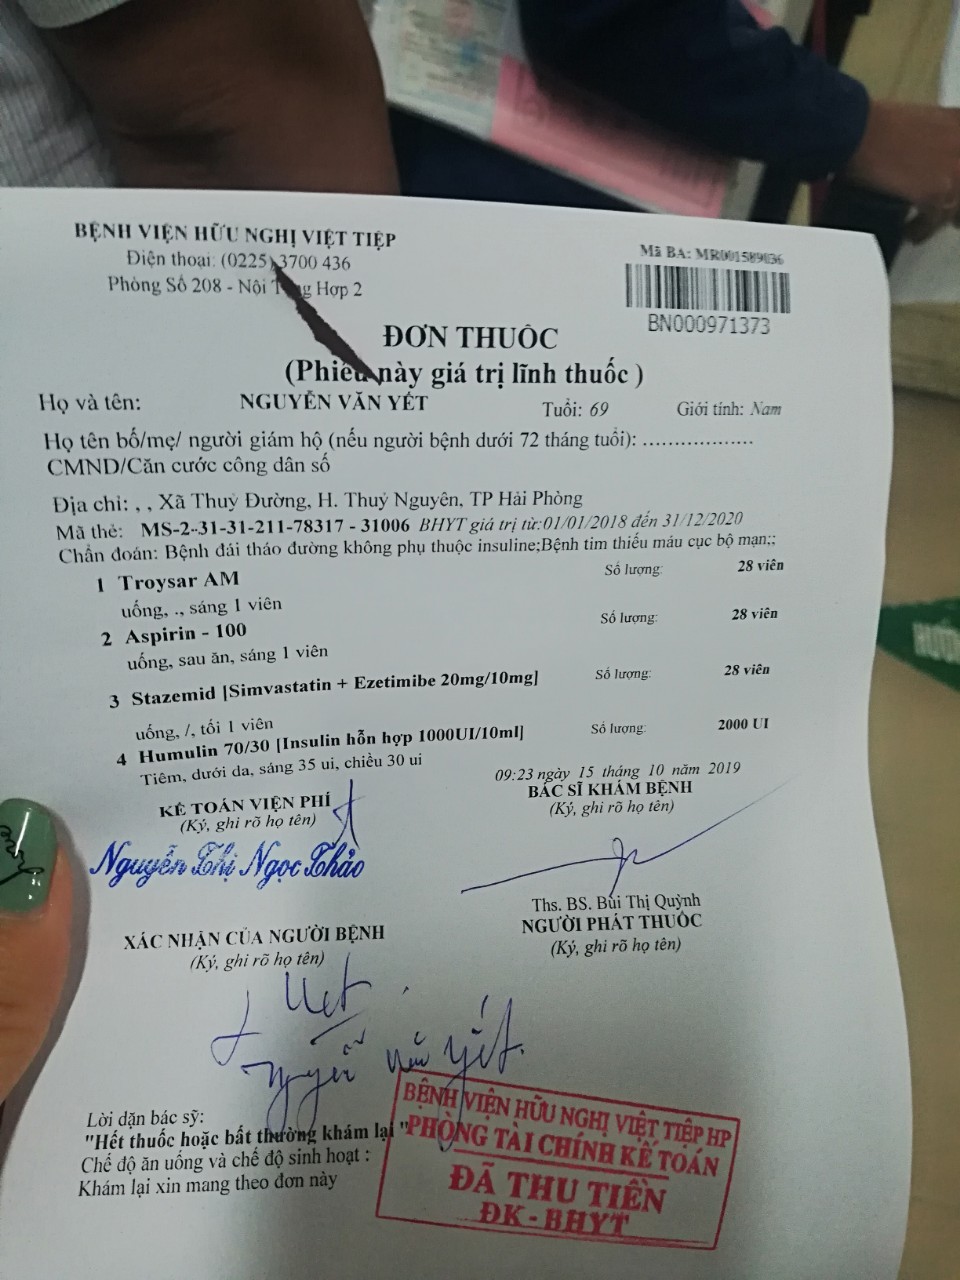 BỆNH VIỆN HỮU NGHỊ VIỆT TIỆP
Điện thoại: (0225) 3700 436
Phòng Số 208 - Nội Tổng Hợp 2
Mã BA: MR001589036
BN000971373
ĐƠN THUỐC
(Phiếu này giá trị lĩnh thuốc )
Họ và tên: NGUYỄN VĂN YẾT Tuổi: 69 Giới tính: Nam
Họ tên bố/mẹ/ người giám hộ (nếu người bệnh dưới 72 tháng tuổi): ...................
CMND/Căn cước công dân số
Địa chỉ: , , Xã Thuỷ Đường, H. Thuỷ Nguyên, TP Hải Phòng
Mã thẻ: MS-2-31-31-211-78317 - 31006 BHYT giá trị từ:01/01/2018 đến 31/12/2020
Chẩn đoán: Bệnh đái tháo đường không phụ thuộc insuline;Bệnh tim thiếu máu cục bộ mạn;;
1 Troysar AM Số lượng: 28 viên
uống, ., sáng 1 viên
2 Aspirin - 100 Số lượng: 28 viên
uống, sau ăn, sáng 1 viên
3 Stazemid [Simvastatin + Ezetimibe 20mg/10mg] Số lượng: 28 viên
uống, /, tối 1 viên
4 Humulin 70/30 [Insulin hỗn hợp 1000UI/10ml] Số lượng: 2000 UI
Tiêm, dưới da, sáng 35 ui, chiều 30 ui
09:23 ngày 15 tháng 10 năm 2019
KẾ TOÁN VIỆN PHÍ
(Ký, ghi rõ họ tên)
BÁC SĨ KHÁM BỆNH
(Ký, ghi rõ họ tên)
Nguyễn Thị Ngọc Thảo
Ths. BS. Bùi Thị Quỳnh
XÁC NHẬN CỦA NGƯỜI BỆNH
(Ký, ghi rõ họ tên)
NGƯỜI PHÁT THUỐC
(Ký, ghi rõ họ tên)
Yết
Nguyễn Văn Yết.
Lời dặn bác sỹ:
"Hết thuốc hoặc bất thường khám lại "
Chế độ ăn uống và chế độ sinh hoạt :
Khám lại xin mang theo đơn này
BỆNH VIỆN HỮU NGHỊ VIỆT TIỆP HP
PHÒNG TÀI CHÍNH KẾ TOÁN
ĐÃ THU TIỀN
ĐK - BHYT